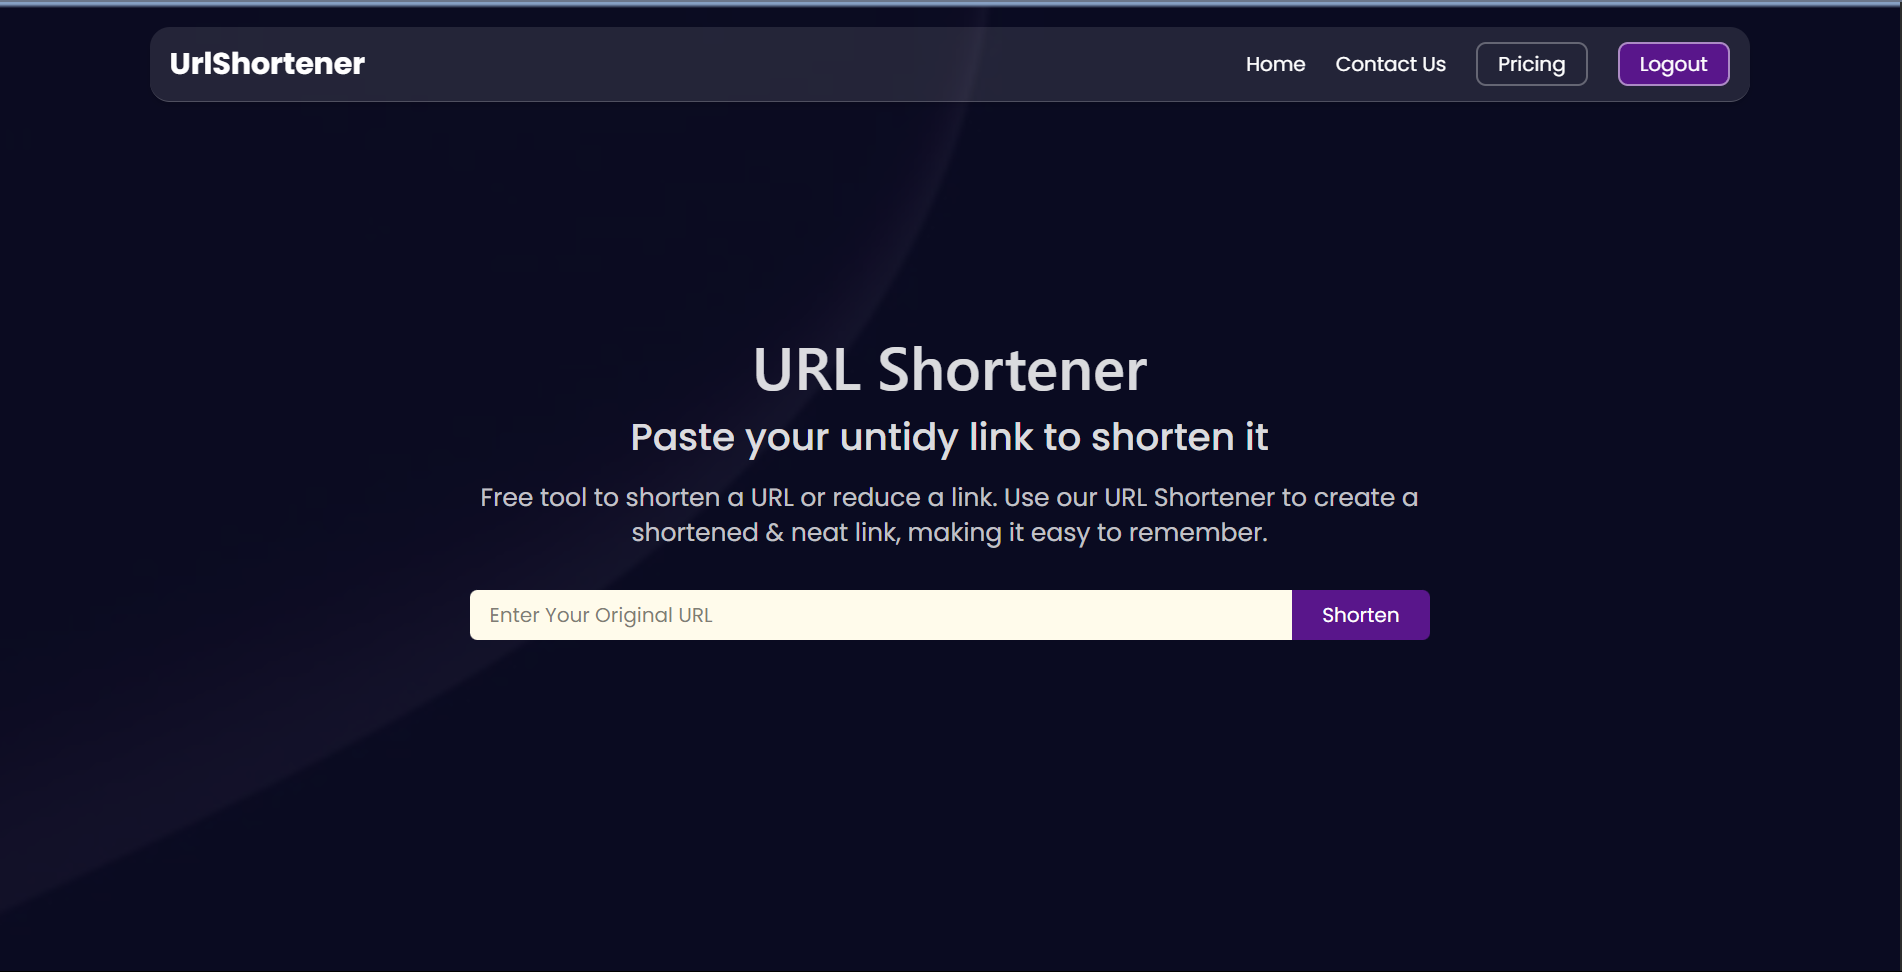 UrlShortener
Home
Contact Us
Pricing
Logout
URL Shortener
Paste your untidy link to shorten it
Free tool to shorten a URL or reduce a link. Use our URL Shortener to create a
shortened & neat link, making it easy to remember.
Enter Your Original URL
Shorten